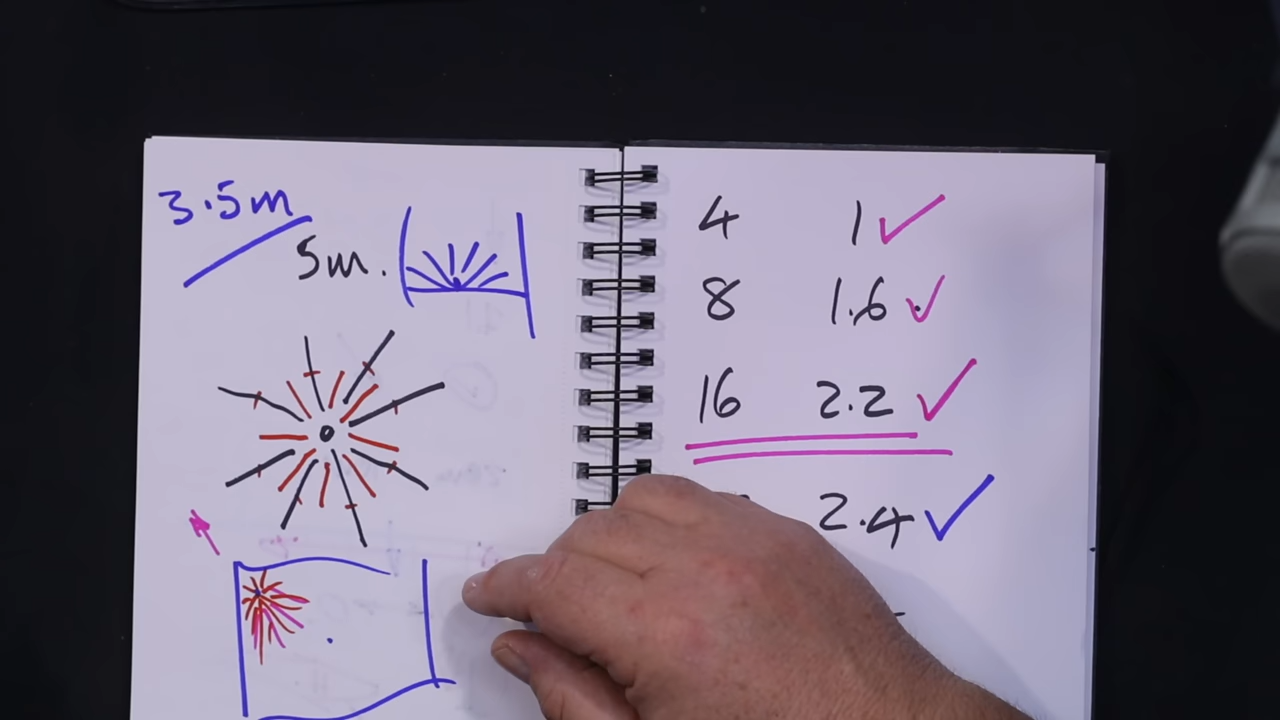 3.5m
5m.
4 1 ✓
8 1.6 ✓
16 2.2 ✓
2.4 ✓